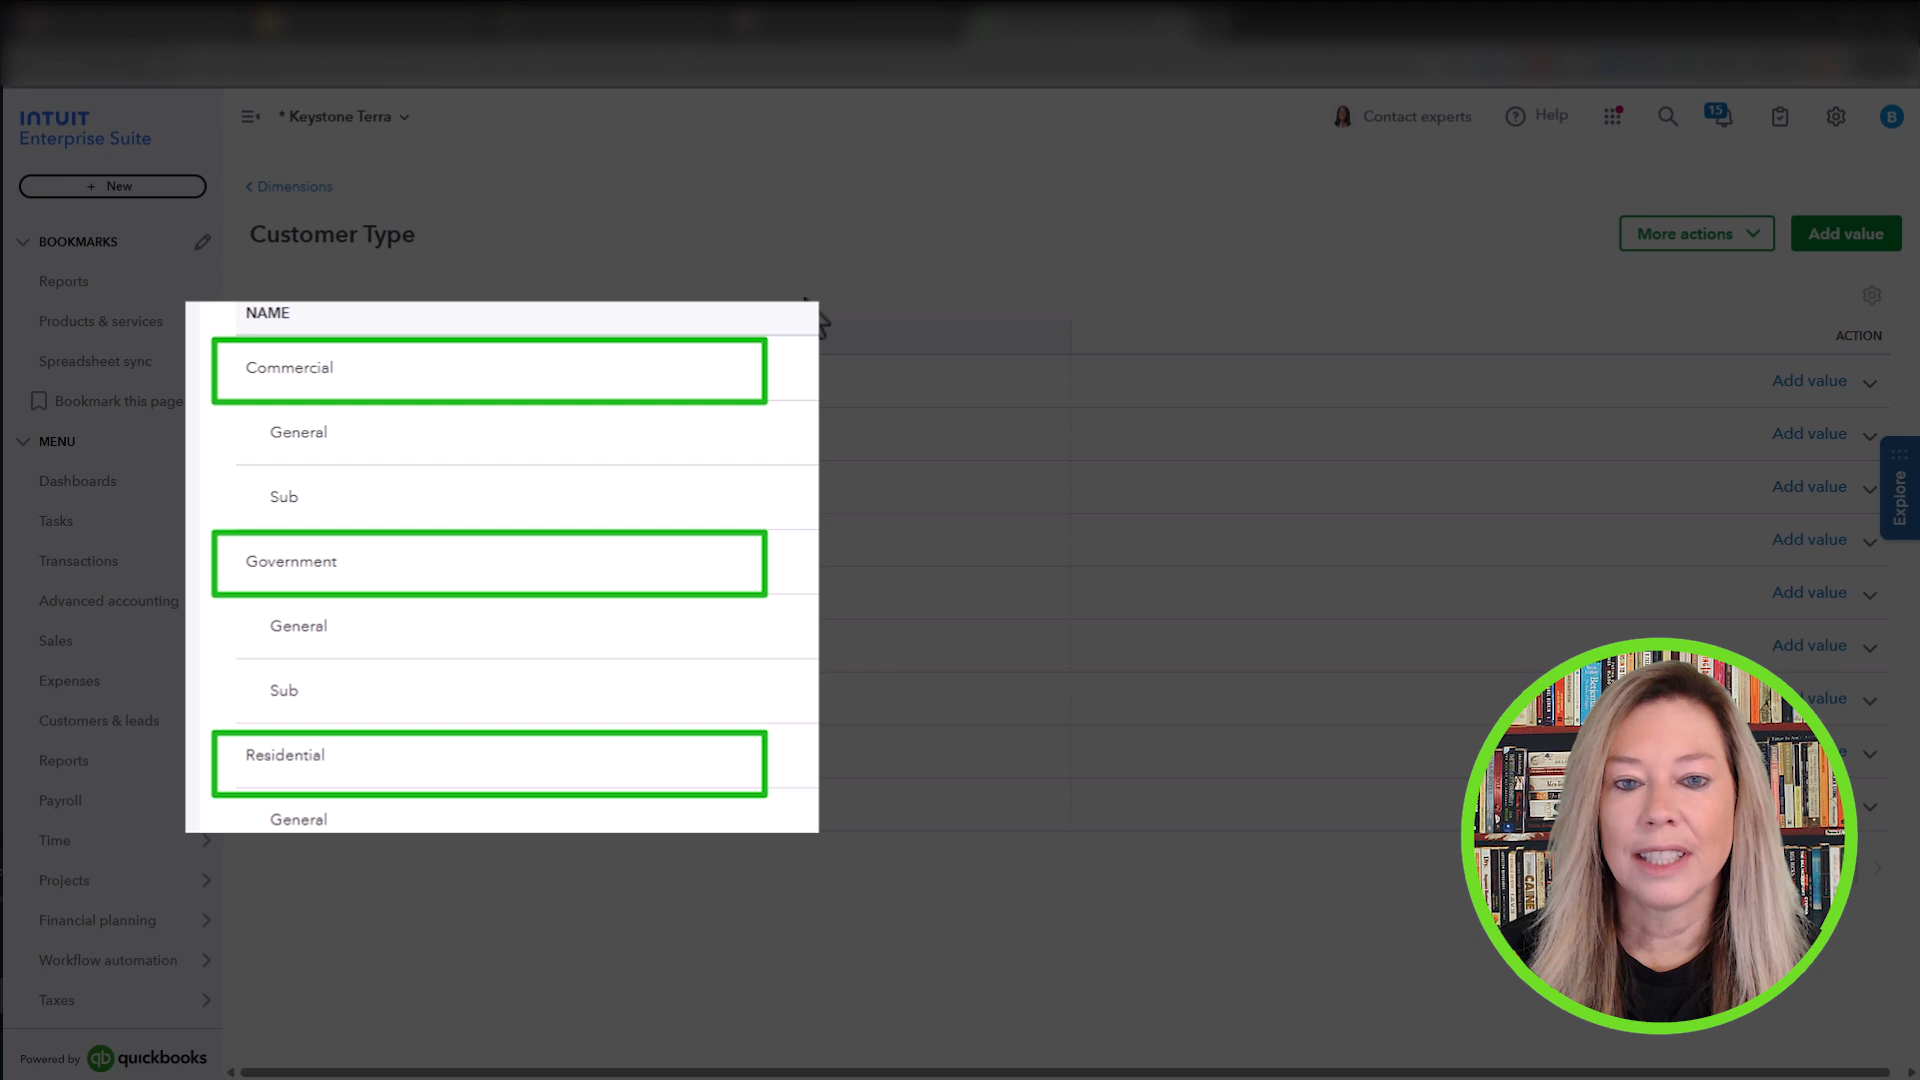 INTUIT
Enterprise Suite
* Keystone Terra
Contact experts
Help
15
B
+ New
Dimensions
BOOKMARKS
Customer Type
More actions
Add value
Reports
Products & services
Spreadsheet sync
Bookmark this page
NAME
ACTION
Commercial
Add value
General
Add value
Sub
Add value
Government
Add value
General
Add value
Sub
Add value
Residential
value
General
MENU
Dashboards
Tasks
Transactions
Advanced accounting
Sales
Expenses
Customers & leads
Reports
Payroll
Time
Projects
Financial planning
Workflow automation
Taxes
Explore
CAINE
Powered by
qb quickbooks